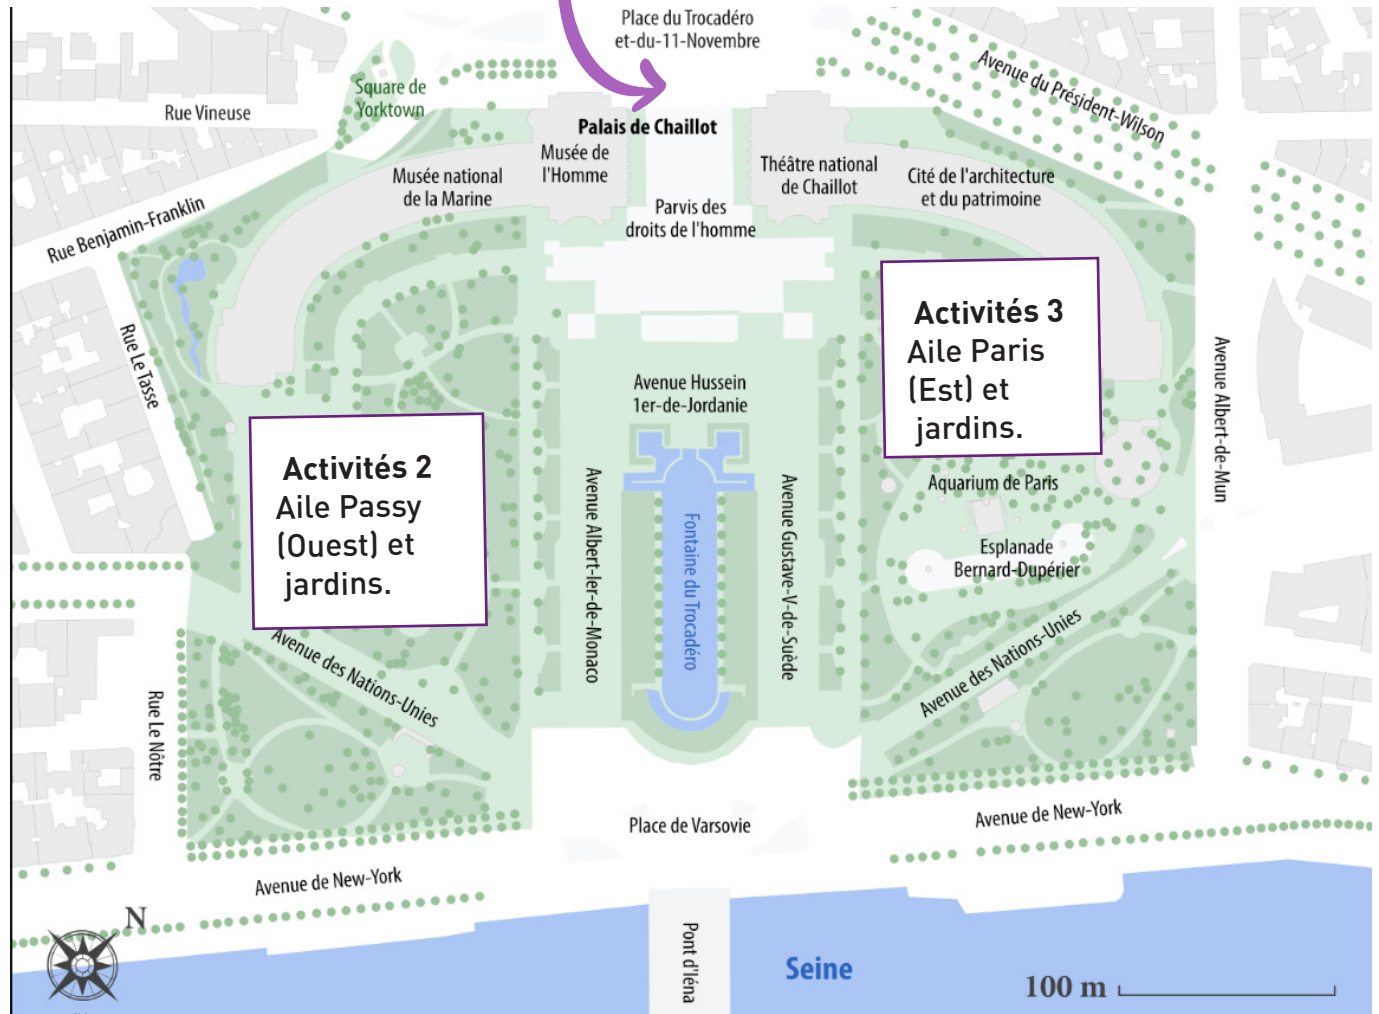 Place du Trocadéro
et-du-11-Novembre
Avenue du Président-Wilson
Square de
Yorktown
Rue Vineuse
Palais de Chaillot
Musée de
l'Homme
Théâtre national
de Chaillot
Musée national
de la Marine
Cité de l'architecture
et du patrimoine
Parvis des
droits de l'homme
Rue Benjamin-Franklin
Rue Le Tasse
Activités 3
Aile Paris
(Est) et
jardins.
Avenue Albert-de-Mun
Avenue Hussein
1er-de-Jordanie
Activités 2
Aile Passy
(Ouest) et
jardins.
Avenue Albert-Ier-de-Monaco
Fontaine du Trocadéro
Avenue Gustave-V-de-Suède
Aquarium de Paris
Esplanade
Bernard-Dupérier
Avenue des Nations-Unies
Avenue des Nations-Unies
Rue Le Nôtre
Place de Varsovie
Avenue de New-York
Avenue de New-York
N
Pont d'Iéna
Seine
100 m